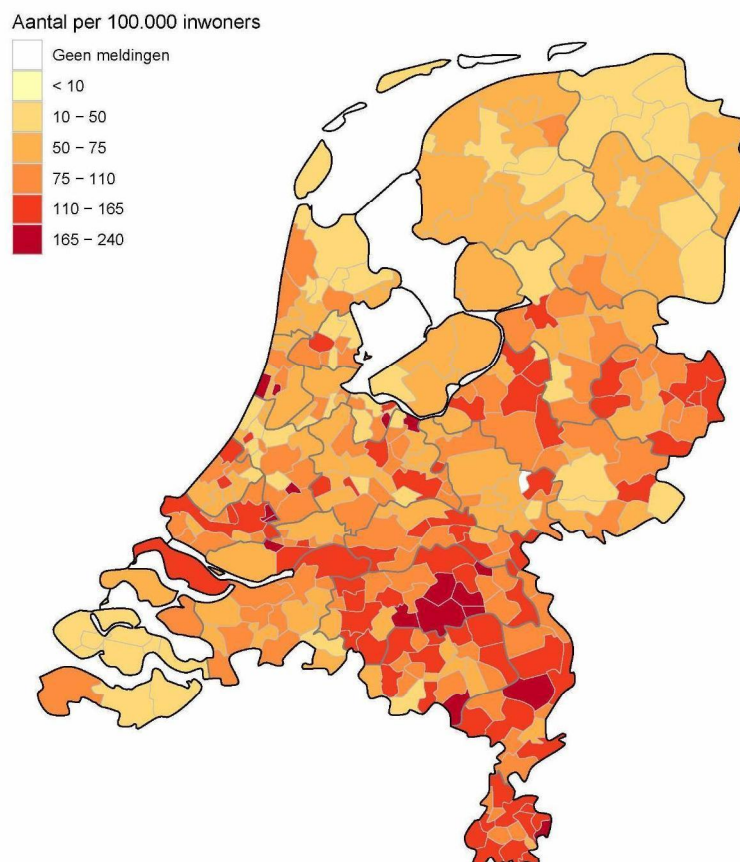 Aantal per 100.000 inwoners
Geen meldingen
< 10
10 − 50
50 − 75
75 − 110
110 − 165
165 − 240